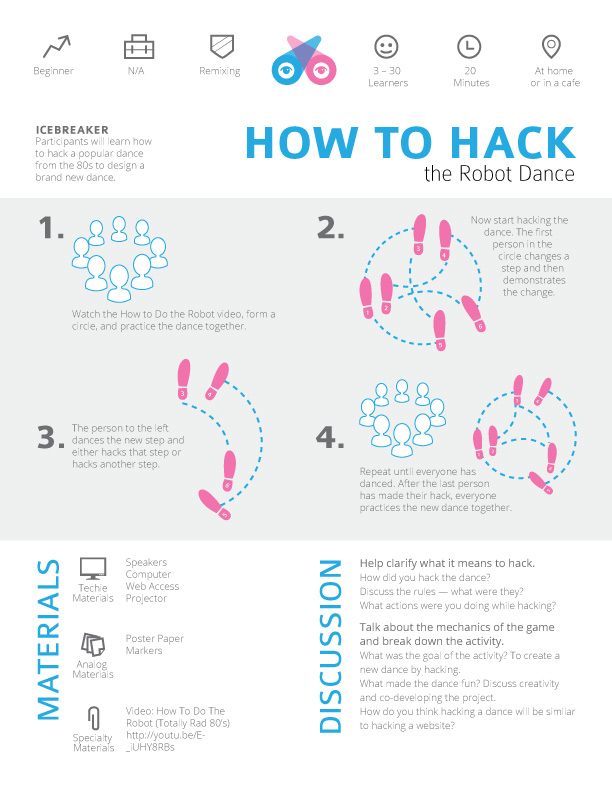 Beginner
N/A
Remixing
3 – 30
Learners
20
Minutes
At home
or in a cafe
ICEBREAKER
Participants will learn how
to hack a popular dance
from the 80s to design a
brand new dance.
HOW TO HACK
the Robot Dance
1.
Watch the How to Do the Robot video, form a
circle, and practice the dance together.
2.
Now start hacking the
dance. The first
person in the
circle changes a
step and then
demonstrates
the change.
3
4
1
2
5
6
3.
The person to the left
dances the new step and
either hacks that step or
hacks another step.
3
4.
Repeat until everyone has
danced. After the last person
has made their hack, everyone
practices the new dance together.
MATERIALS
Techie
Materials
Speakers
Computer
Web Access
Projector
Analog
Materials
Poster Paper
Markers
Specialty
Materials
Video: How To Do The
Robot (Totally Rad 80's)
http://youtu.be/E-
_iUHY8RBs
DISCUSSION
Help clarify what it means to hack.
How did you hack the dance?
Discuss the rules — what were they?
What actions were you doing while hacking?
Talk about the mechanics of the game
and break down the activity.
What was the goal of the activity? To create a
new dance by hacking.
What made the dance fun? Discuss creativity
and co-developing the project.
How do you think hacking a dance will be similar
to hacking a website?